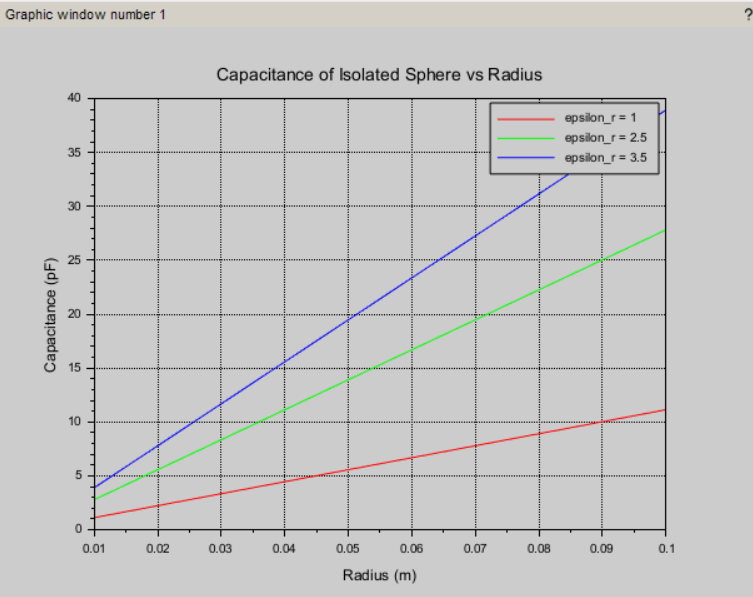 Graphic window number 1
?
Capacitance of Isolated Sphere vs Radius
40
35
30
25
20
15
10
5
0
Capacitance (pF)
epsilon_r = 1
epsilon_r = 2.5
epsilon_r = 3.5
0.01 0.02 0.03 0.04 0.05 0.06 0.07 0.08 0.09 0.1
Radius (m)